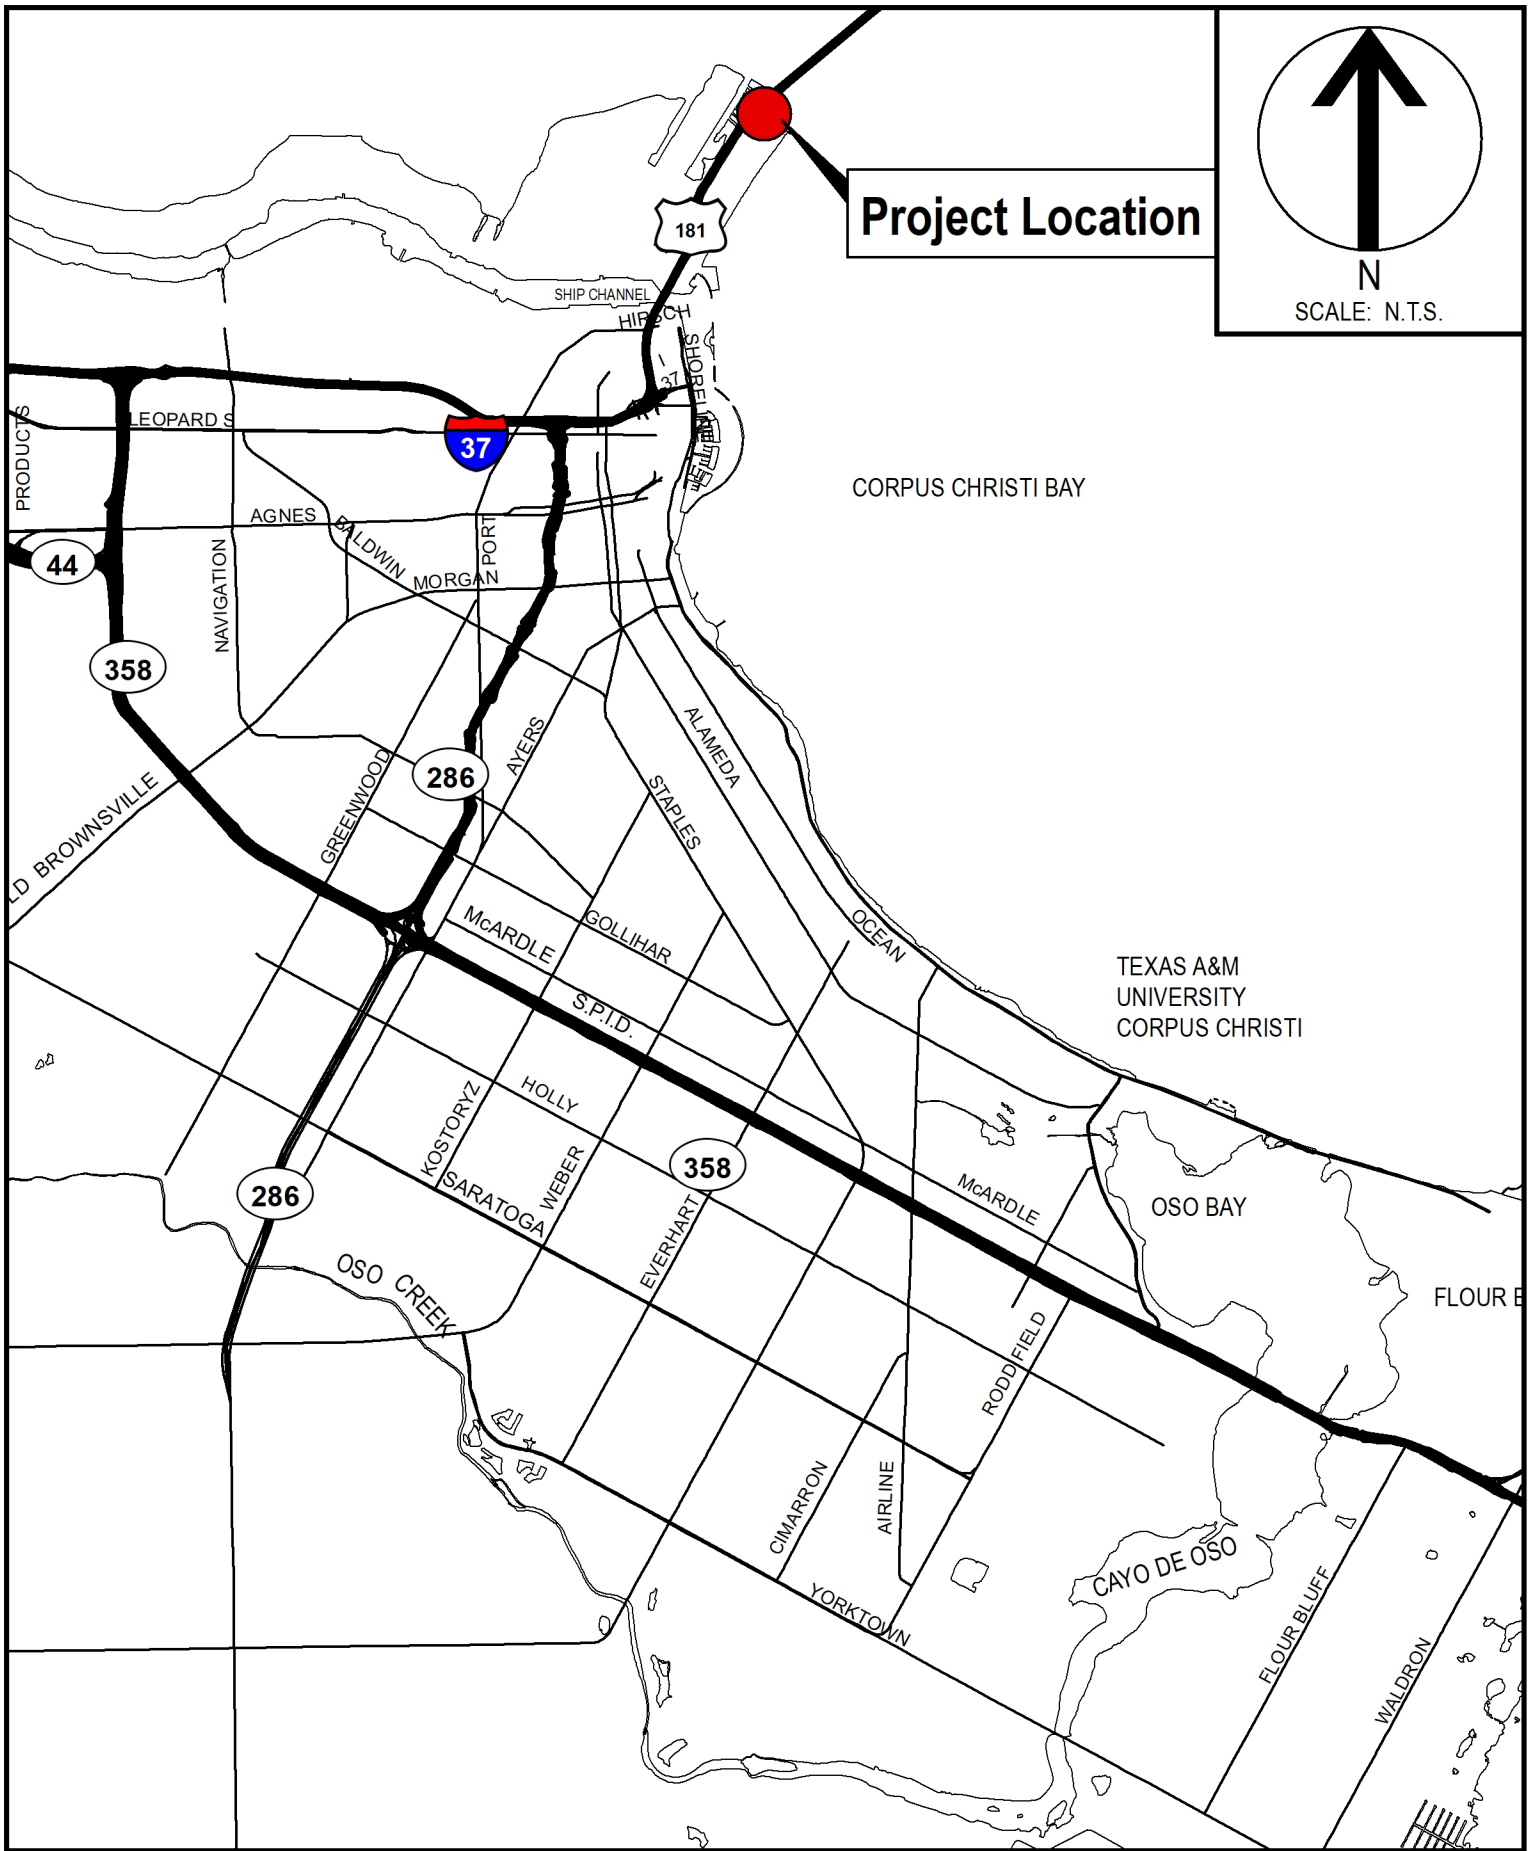 181
Project Location
N
SCALE: N.T.S.
SHIP CHANNEL
HIRSCH
I 37
SHORELINE
PRODUCTS
LEOPARD S
37
CORPUS CHRISTI BAY
AGNES
BALDWIN
PORT
44
NAVIGATION
MORGAN
358
ALAMEDA
AYERS
286
GREENWOOD
STAPLES
LD BROWNSVILLE
McARDLE
GOLLIHAR
OCEAN
TEXAS A&M
UNIVERSITY
CORPUS CHRISTI
S.P.I.D.
HOLLY
KOSTORYZ
358
WEBER
286
SARATOGA
McARDLE
OSO BAY
EVERHART
OSO CREEK
FLOUR B
RODD FIELD
CIMARRON
AIRLINE
CAYO DE OSO
YORKTOWN
FLOUR BLUFF
WALDRON